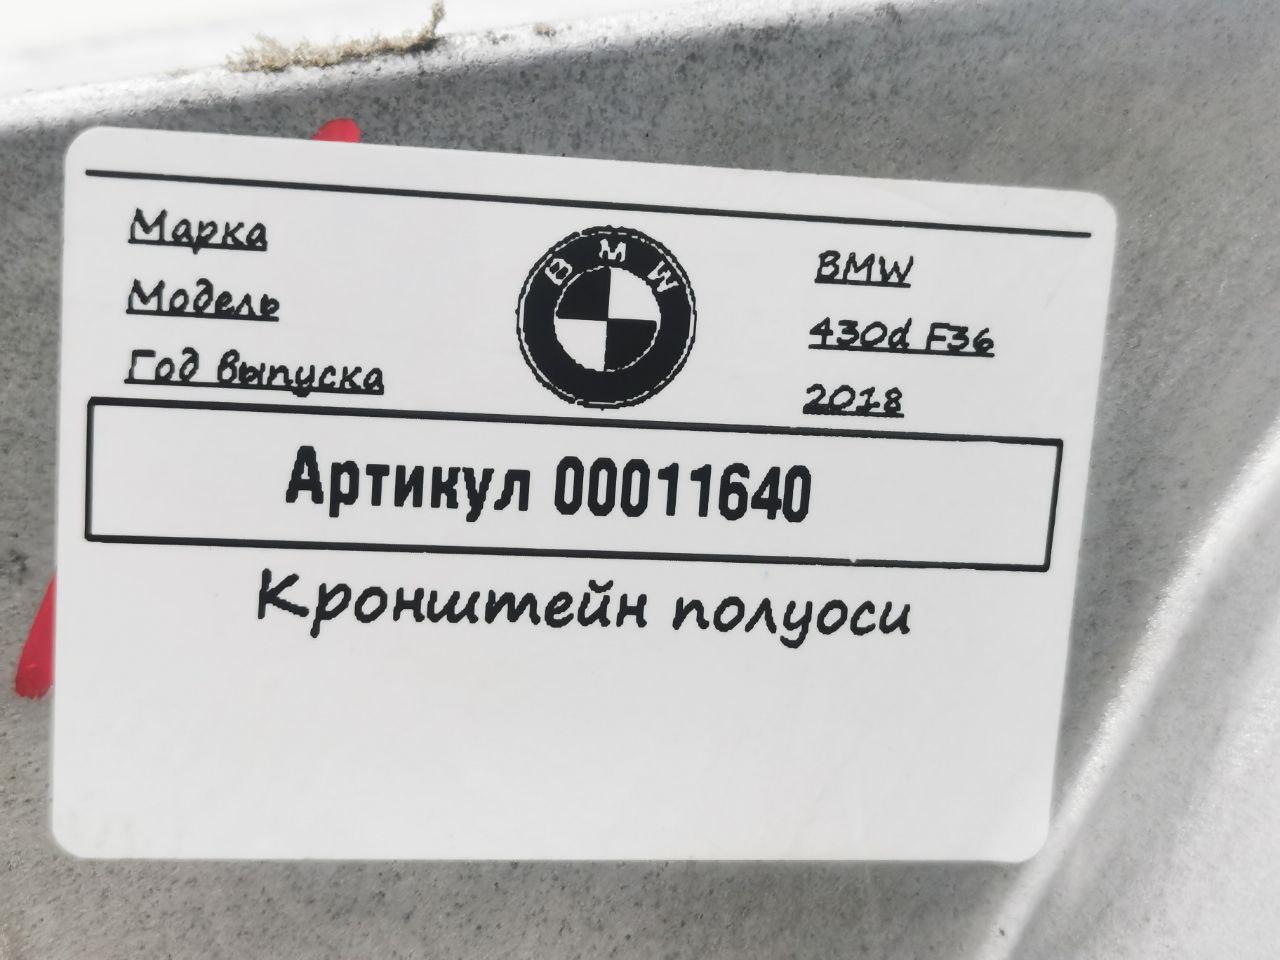 Марка BMW
Модель 430d F36
Год выпуска 2018
BMW
Артикул 00011640
Кронштейн полуоси